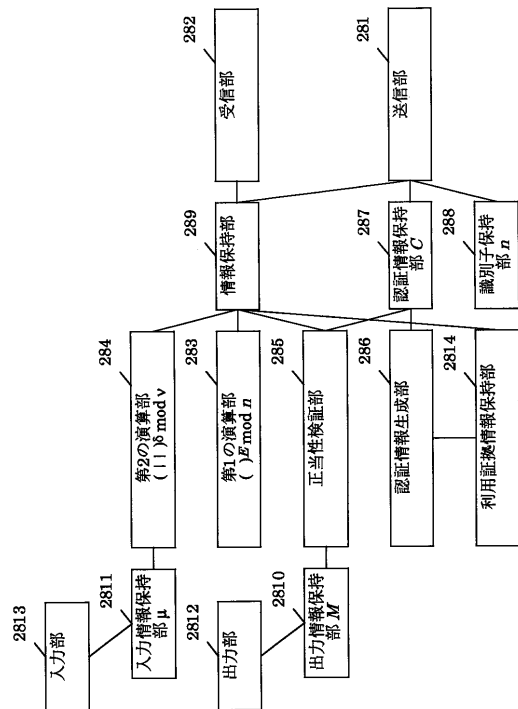 2813
入力部
2811
入力情報保持
部 μ
2812
出力部
2810
出力情報保持
部 M
284
第2の演算部
( | | )δ mod ν
283
第1の演算部
( )E mod n
285
正当性検証部
286
認証情報生成部
2814
利用証拠情報保持部
289
情報保持部
287
認証情報保持
部 C
288
識別子保持
部 n
282
受信部
281
送信部